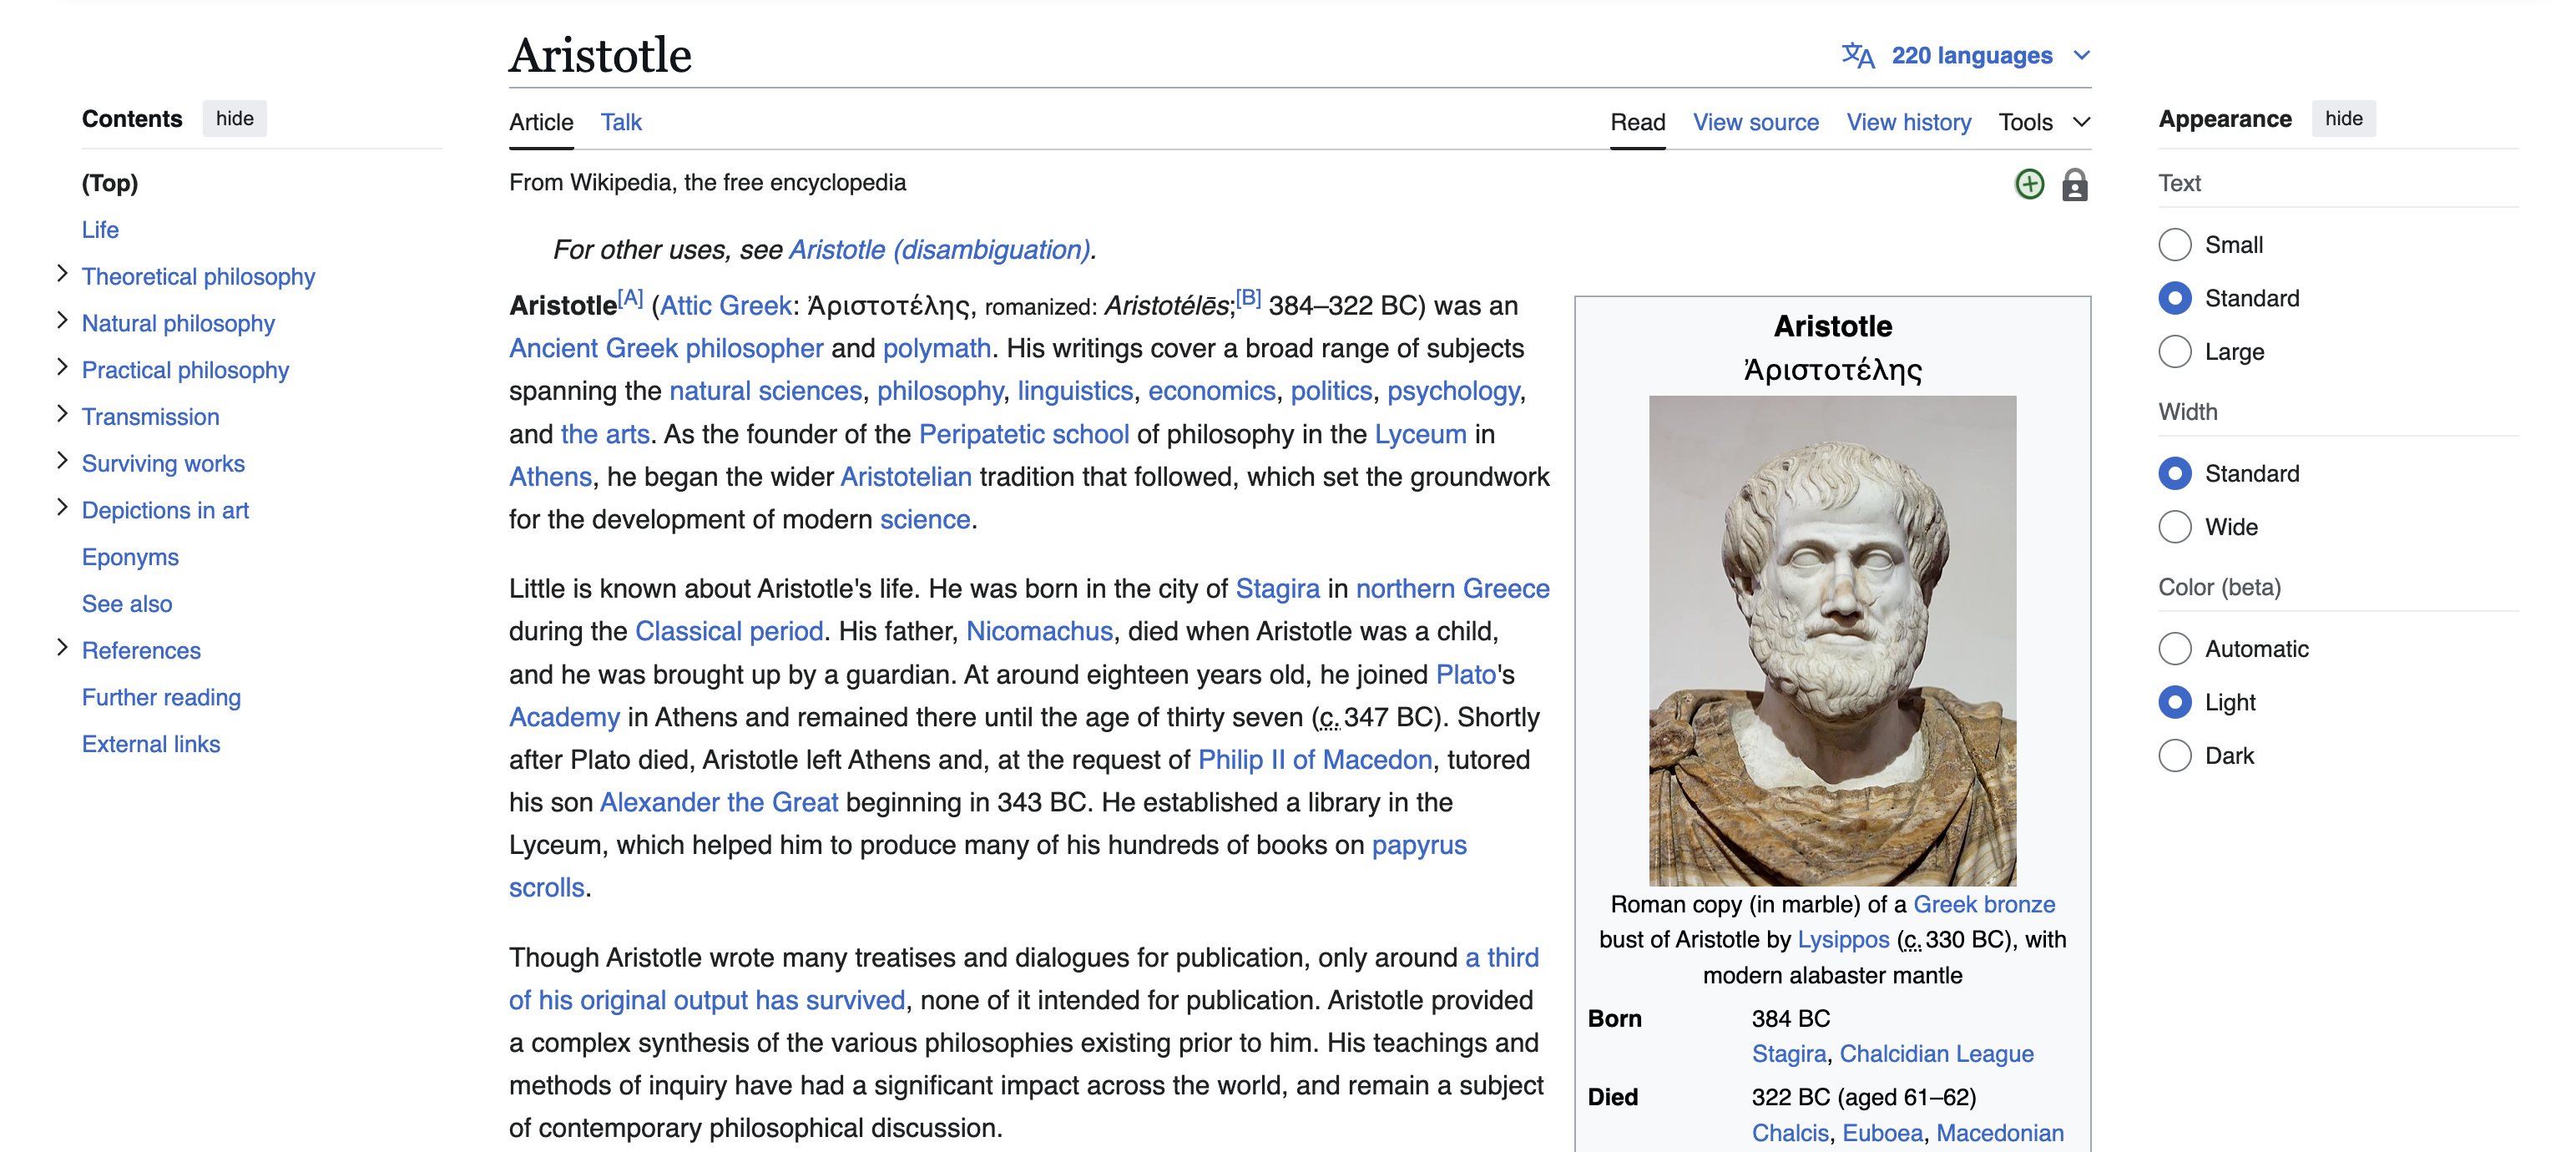 Aristotle
220 languages
Contents hide
(Top)
Life
Theoretical philosophy
Natural philosophy
Practical philosophy
Transmission
Surviving works
Depictions in art
Eponyms
See also
References
Further reading
External links
Article Talk
Read View source View history Tools
From Wikipedia, the free encyclopedia
For other uses, see Aristotle (disambiguation).
Aristotle[A] (Attic Greek: Ἀριστοτέλης, romanized: Aristotélēs;[B] 384–322 BC) was an
Ancient Greek philosopher and polymath. His writings cover a broad range of subjects
spanning the natural sciences, philosophy, linguistics, economics, politics, psychology,
and the arts. As the founder of the Peripatetic school of philosophy in the Lyceum in
Athens, he began the wider Aristotelian tradition that followed, which set the groundwork
for the development of modern science.
Little is known about Aristotle's life. He was born in the city of Stagira in northern Greece
during the Classical period. His father, Nicomachus, died when Aristotle was a child,
and he was brought up by a guardian. At around eighteen years old, he joined Plato's
Academy in Athens and remained there until the age of thirty seven (c. 347 BC). Shortly
after Plato died, Aristotle left Athens and, at the request of Philip II of Macedon, tutored
his son Alexander the Great beginning in 343 BC. He established a library in the
Lyceum, which helped him to produce many of his hundreds of books on papyrus
scrolls.
Though Aristotle wrote many treatises and dialogues for publication, only around a third
of his original output has survived, none of it intended for publication. Aristotle provided
a complex synthesis of the various philosophies existing prior to him. His teachings and
methods of inquiry have had a significant impact across the world, and remain a subject
of contemporary philosophical discussion.
Aristotle
Ἀριστοτέλης
Roman copy (in marble) of a Greek bronze
bust of Aristotle by Lysippos (c. 330 BC), with
modern alabaster mantle
Born 384 BC
Stagira, Chalcidian League
Died 322 BC (aged 61–62)
Chalcis, Euboea, Macedonian
Appearance hide
Text
Small
Standard
Large
Width
Standard
Wide
Color (beta)
Automatic
Light
Dark